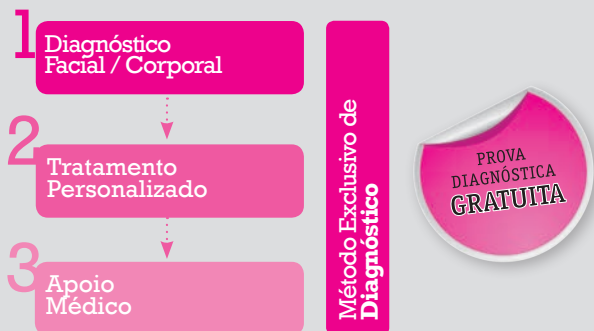 1
Diagnóstico
Facial / Corporal
2
Tratamento
Personalizado
3
Apoio
Médico
Método Exclusivo de
Diagnóstico
PROVA
DIAGNÓSTICA
GRATUITA